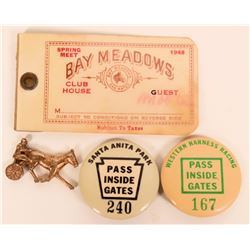 SPRING MEET 1948
BAY MEADOWS
CLUB HOUSE GUEST
M
SUBJECT TO CONDITIONS ON REVERSE SIDE
Subject To Taxes
SANTA ANITA PARK
PASS
INSIDE
GATES
240
WESTERN HARNESS RACING
PASS
INSIDE
GATES
167